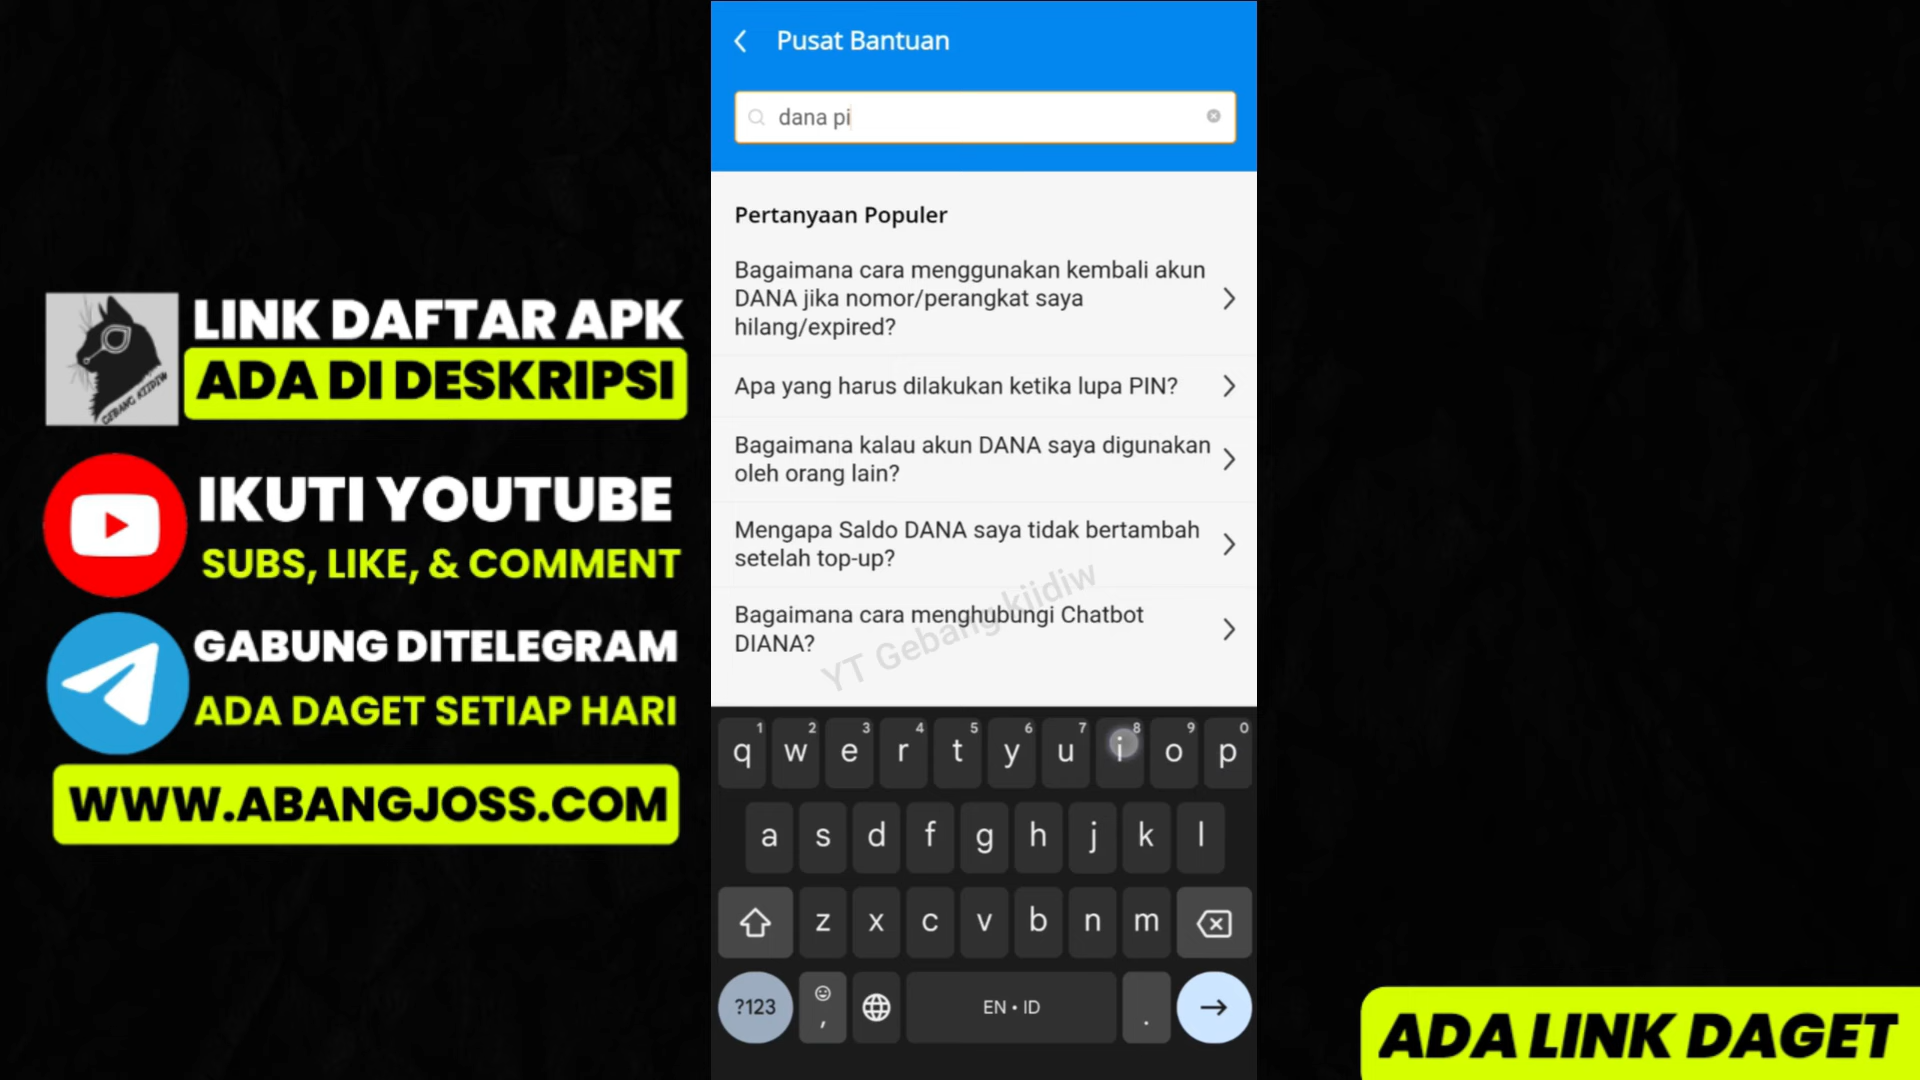 LINK DAFTAR APK
ADA DI DESKRIPSI
GEBANG KIIDIW
IKUTI YOUTUBE
SUBS, LIKE, & COMMENT
GABUNG DITELEGRAM
ADA DAGET SETIAP HARI
WWW.ABANGJOSS.COM
Pusat Bantuan
dana pi
Pertanyaan Populer
Bagaimana cara menggunakan kembali akun
DANA jika nomor/perangkat saya
hilang/expired?
Apa yang harus dilakukan ketika lupa PIN?
Bagaimana kalau akun DANA saya digunakan
oleh orang lain?
Mengapa Saldo DANA saya tidak bertambah
setelah top-up?
Bagaimana cara menghubungi Chatbot
DIANA?
YT Gebang kiidiw
1 2 3 4 5 6 7 8 9 0
q w e r t y u i o p
a s d f g h j k l
z x c v b n m
?123 , EN • ID .
ADA LINK DAGET